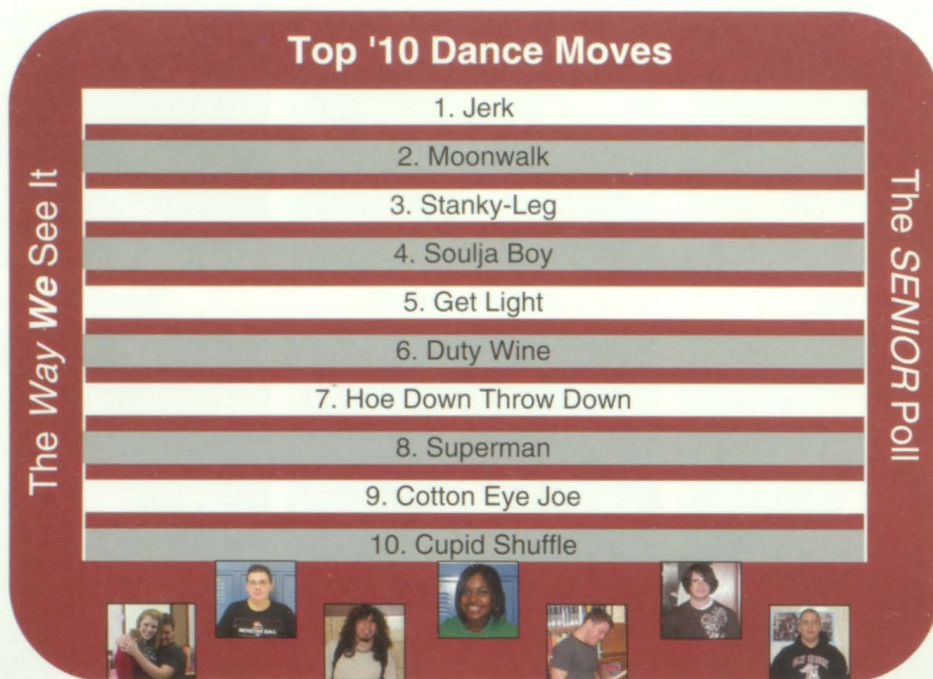 Top '10 Dance Moves
The Way We See It
1. Jerk
2. Moonwalk
3. Stanky-Leg
4. Soulja Boy
5. Get Light
6. Duty Wine
7. Hoe Down Throw Down
8. Superman
9. Cotton Eye Joe
10. Cupid Shuffle
The SENIOR Poll